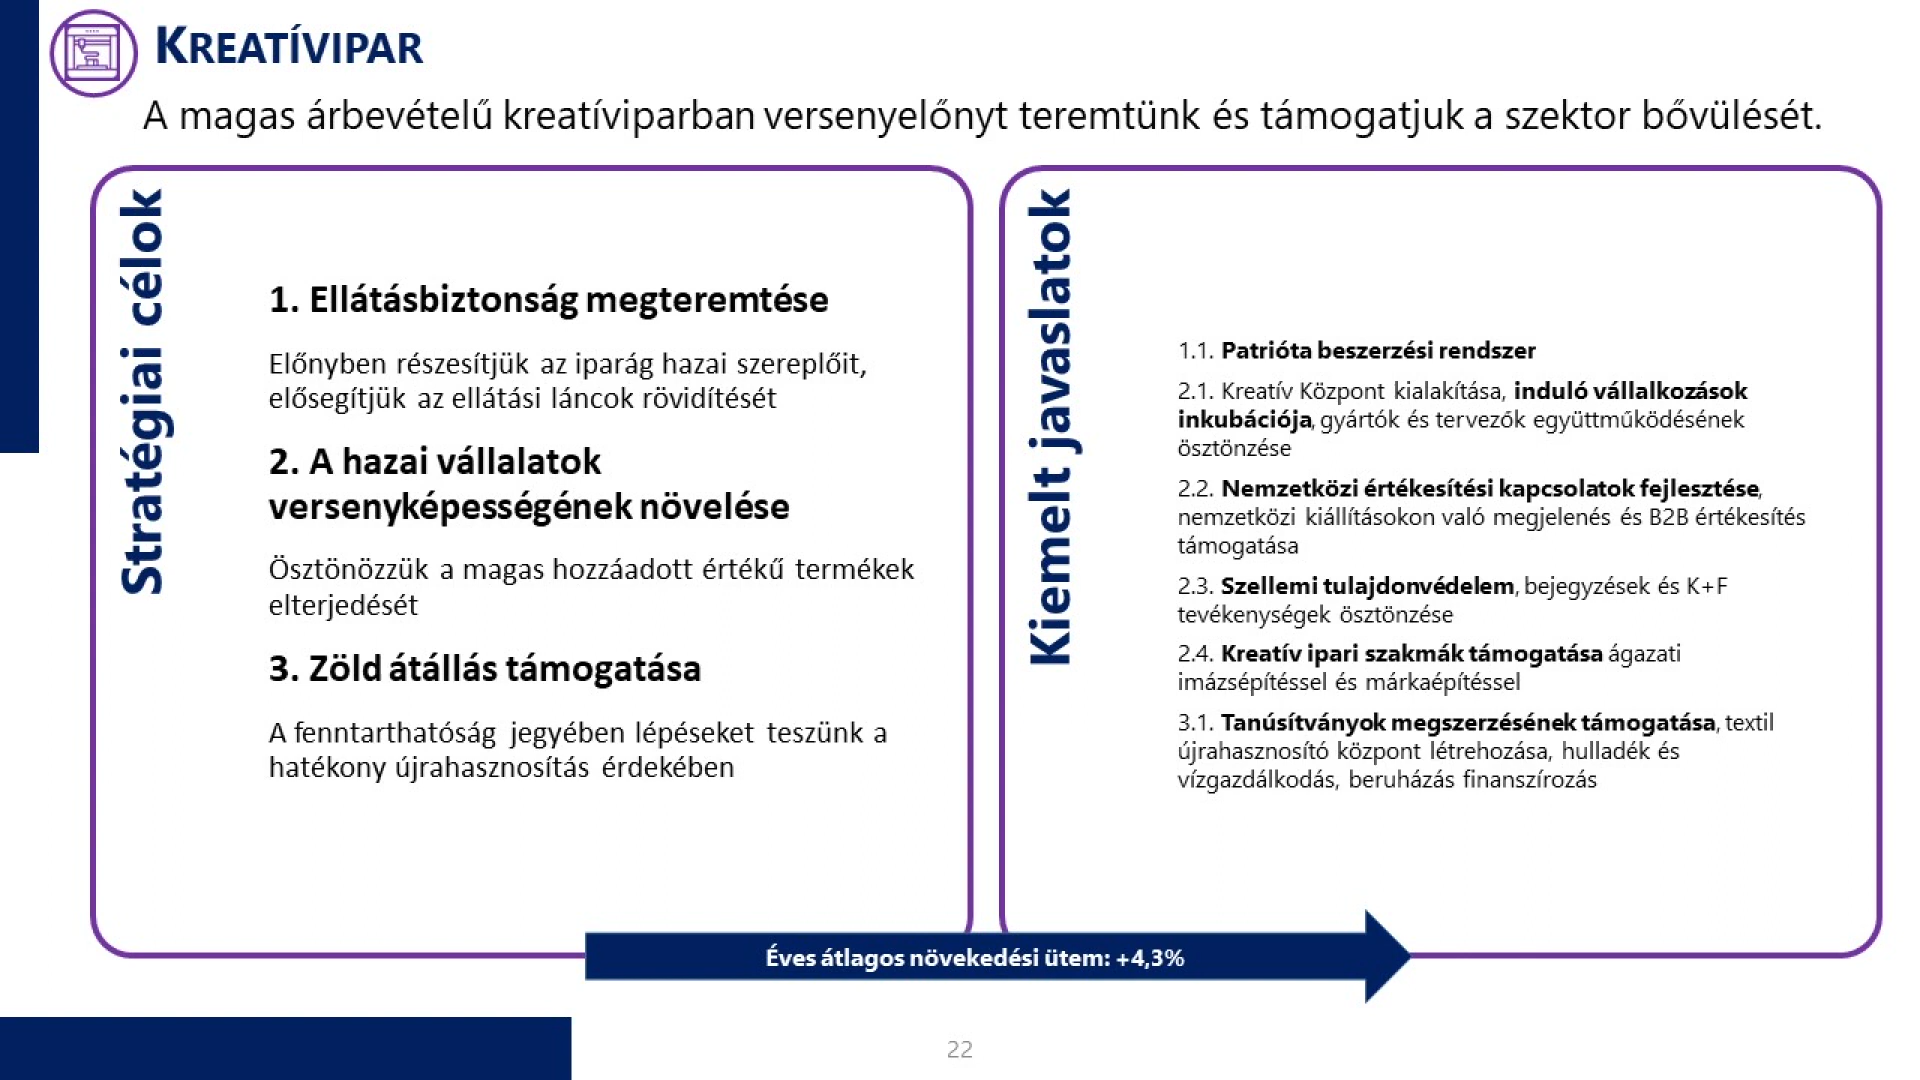 KREATÍVIPAR
A magas árbevételű kreatíviparban versenyelőnyt teremtünk és támogatjuk a szektor bővülését.
Stratégiai célok
1. Ellátásbiztonság megteremtése
Előnyben részesítjük az iparág hazai szereplőit,
elősegítjük az ellátási láncok rövidítését
2. A hazai vállalatok
versenyképességének növelése
Ösztönözzük a magas hozzáadott értékű termékek
elterjedését
3. Zöld átállás támogatása
A fenntarthatóság jegyében lépéseket teszünk a
hatékony újrahasznosítás érdekében
Kiemelt javaslatok
1.1. Patrióta beszerzési rendszer
2.1. Kreatív Központ kialakítása, induló vállalkozások
inkubációja, gyártók és tervezők együttműködésének
ösztönzése
2.2. Nemzetközi értékesítési kapcsolatok fejlesztése,
nemzetközi kiállításokon való megjelenés és B2B értékesítés
támogatása
2.3. Szellemi tulajdonvédelem, bejegyzések és K+F
tevékenységek ösztönzése
2.4. Kreatív ipari szakmák támogatása ágazati
imázsépítéssel és márkaépítéssel
3.1. Tanúsítványok megszerzésének támogatása, textil
újrahasznosító központ létrehozása, hulladék és
vízgazdálkodás, beruházás finanszírozás
Éves átlagos növekedési ütem: +4,3%
22